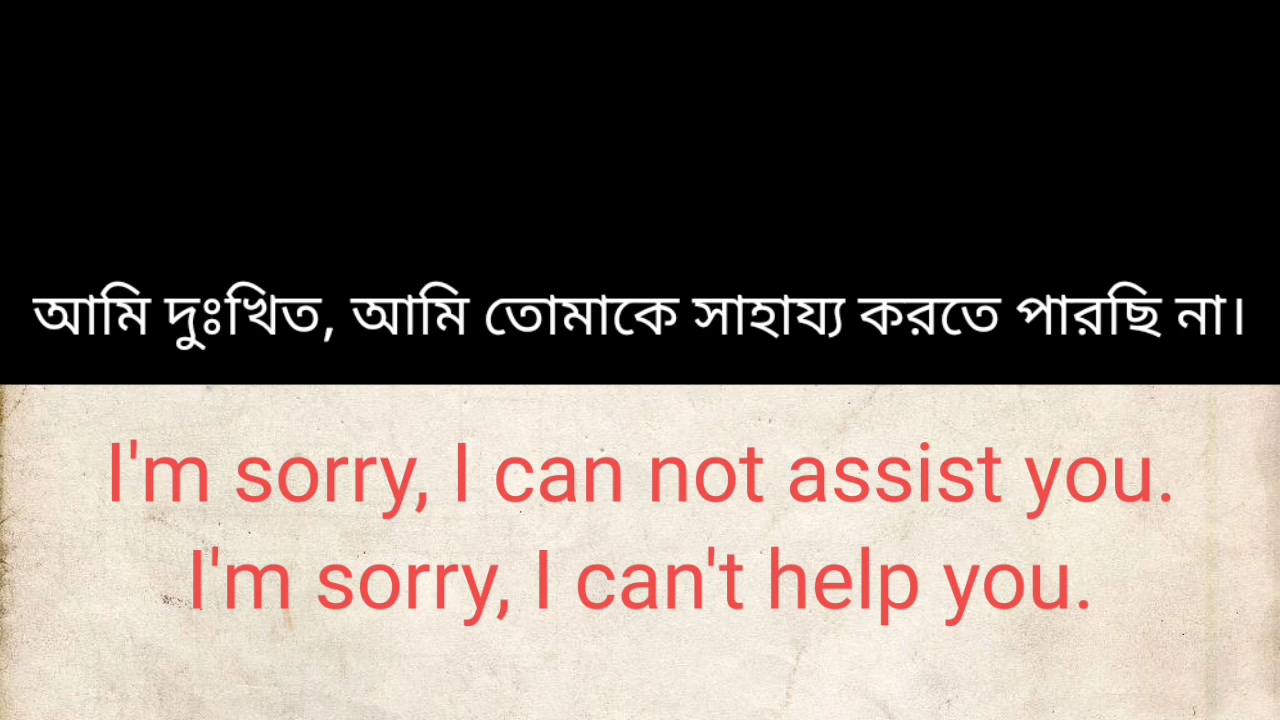 আমি দুঃখিত, আমি তোমাকে সাহায্য করতে পারছি না।
I'm sorry, I can not assist you.
I'm sorry, I can't help you.